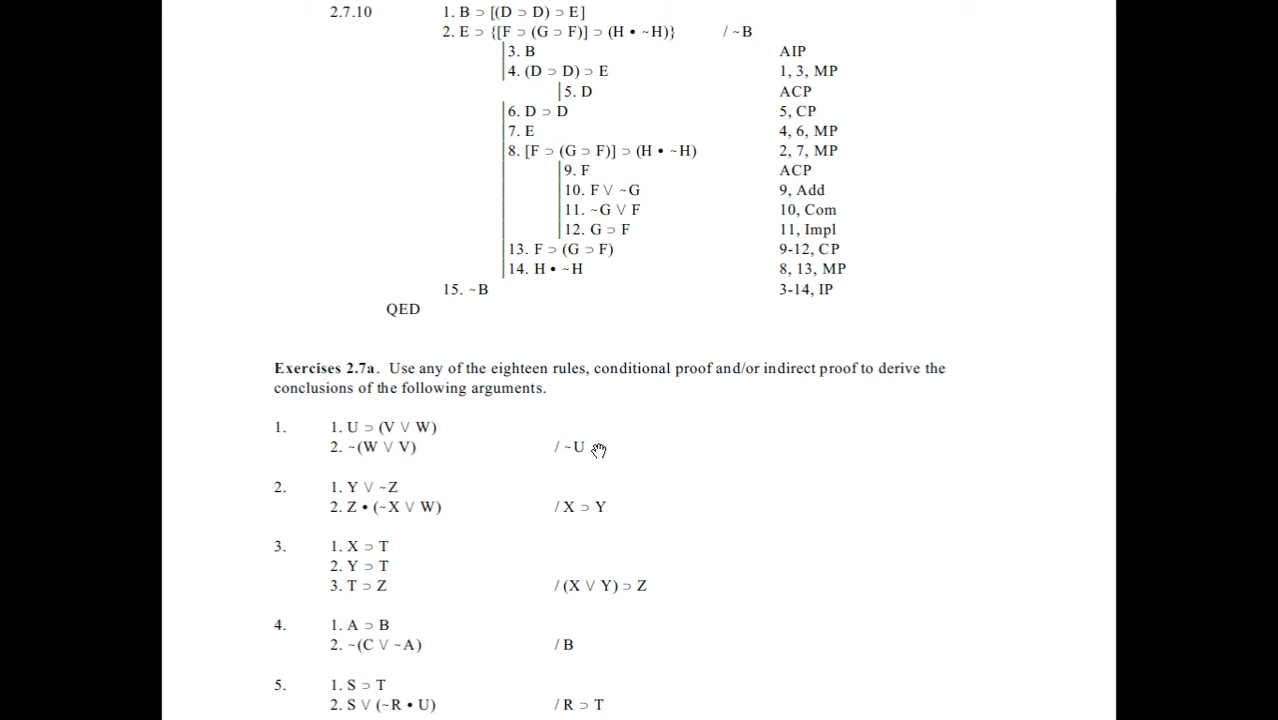 2.7.10 1. B ⊃ [(D ⊃ D) ⊃ E]
2. E ⊃ {[F ⊃ (G ⊃ F)] ⊃ (H • ~H)} / ~B
3. B AIP
4. (D ⊃ D) ⊃ E 1, 3, MP
5. D ACP
6. D ⊃ D 5, CP
7. E 4, 6, MP
8. [F ⊃ (G ⊃ F)] ⊃ (H • ~H) 2, 7, MP
9. F ACP
10. F ∨ ~G 9, Add
11. ~G ∨ F 10, Com
12. G ⊃ F 11, Impl
13. F ⊃ (G ⊃ F) 9-12, CP
14. H • ~H 8, 13, MP
15. ~B 3-14, IP
QED
Exercises 2.7a. Use any of the eighteen rules, conditional proof and/or indirect proof to derive the
conclusions of the following arguments.
1. 1. U ⊃ (V ∨ W)
2. ~(W ∨ V) / ~U
2. 1. Y ∨ ~Z
2. Z • (~X ∨ W) / X ⊃ Y
3. 1. X ⊃ T
2. Y ⊃ T
3. T ⊃ Z / (X ∨ Y) ⊃ Z
4. 1. A ⊃ B
2. ~(C ∨ ~A) / B
5. 1. S ⊃ T
2. S ∨ (~R • U) / R ⊃ T